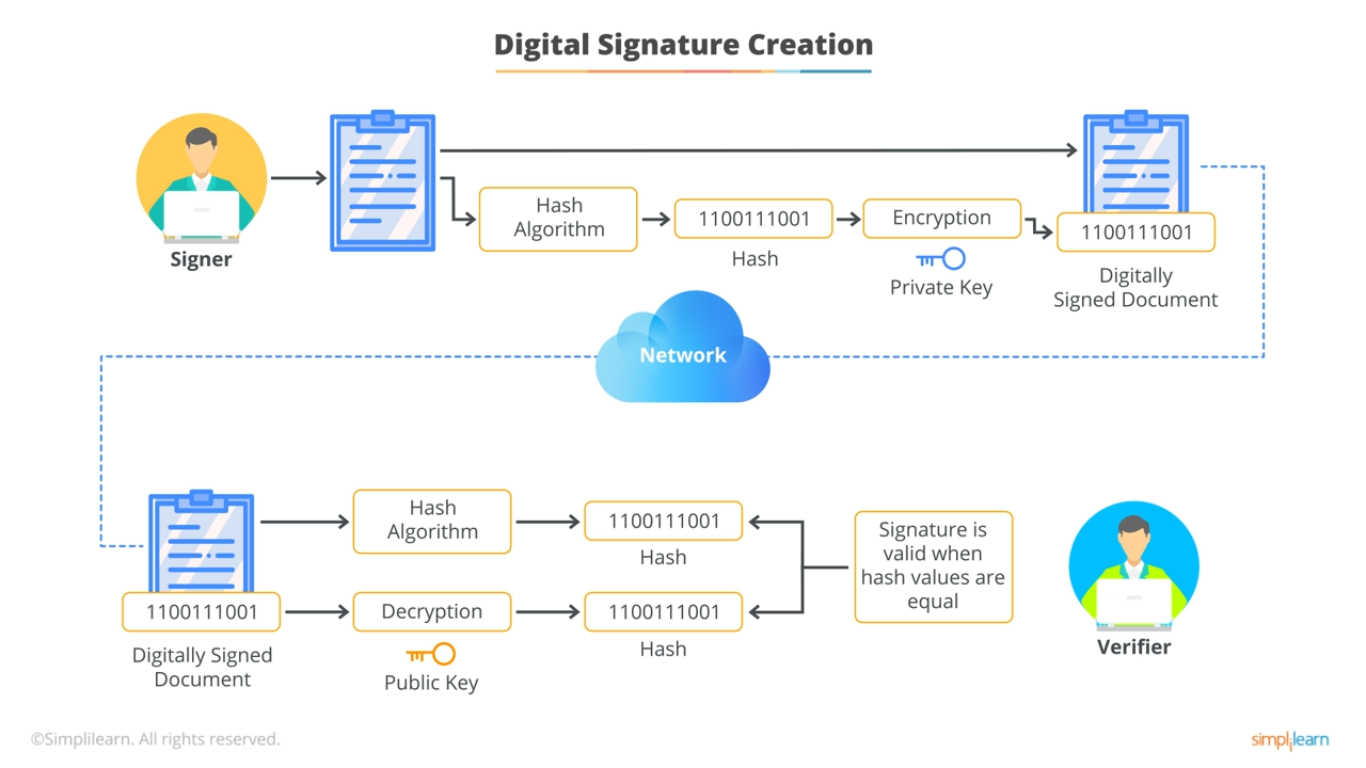 Digital Signature Creation
Signer
Hash
Algorithm
1100111001
Hash
Encryption
Private Key
1100111001
Digitally
Signed Document
Network
1100111001
Digitally Signed
Document
Hash
Algorithm
1100111001
Hash
Decryption
Public Key
1100111001
Hash
Signature is
valid when
hash values are
equal
Verifier
©Simplilearn. All rights reserved.
simplilearn